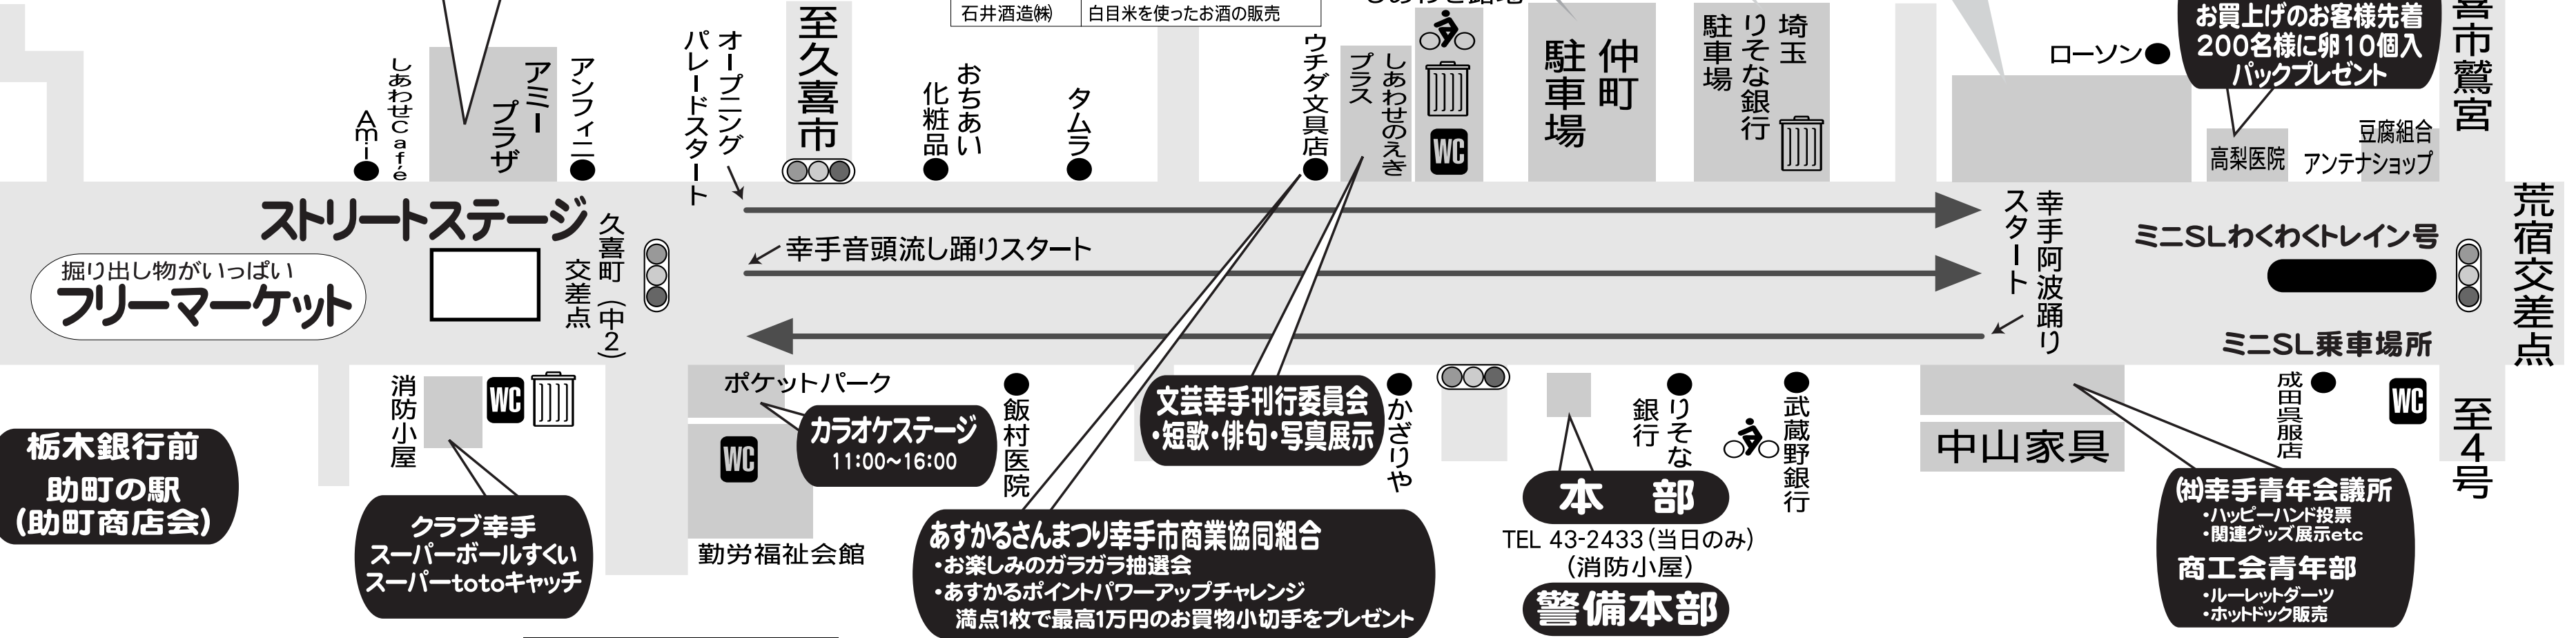 石井酒造㈱
白目米を使ったお酒の販売
お買上げのお客様先着
200名様に卵10個入
パックプレゼント
喜市鷲宮
ローソン
しあわせCafé
Ami
アミー
プラザ
アンフィニ
オープニング
パレードスタート
至久喜市
おちあい
化粧品
タムラ
ウチダ文具店
しあわせのえき
プラス
WC
仲町
駐車場
埼玉
りそな銀行
駐車場
高梨医院
豆腐組合
アンテナショップ
ストリートステージ
掘り出し物がいっぱい
フリーマーケット
久喜町（中2）
交差点
幸手音頭流し踊りスタート
幸手阿波踊り
スタート
ミニSLわくわくトレイン号
ミニSL乗車場所
荒宿交差点
至4号
栃木銀行前
助町の駅
(助町商店会)
消防小屋
WC
クラブ幸手
スーパーボールすくい
スーパーtotoキャッチ
ポケットパーク
カラオケステージ
11:00~16:00
WC
勤労福祉会館
飯村医院
文芸幸手刊行委員会
・短歌・俳句・写真展示
かざりや
あすかるさんまつり幸手市商業協同組合
・お楽しみのガラガラ抽選会
・あすかるポイントパワーアップチャレンジ
満点1枚で最高1万円のお買物小切手をプレゼント
本　部
TEL 43-2433(当日のみ)
(消防小屋)
警備本部
りそな
銀行
武蔵野銀行
中山家具
成田呉服店
WC
㈳幸手青年会議所
・ハッピーハンド投票
・関連グッズ展示etc
商工会青年部
・ルーレットダーツ
・ホットドック販売